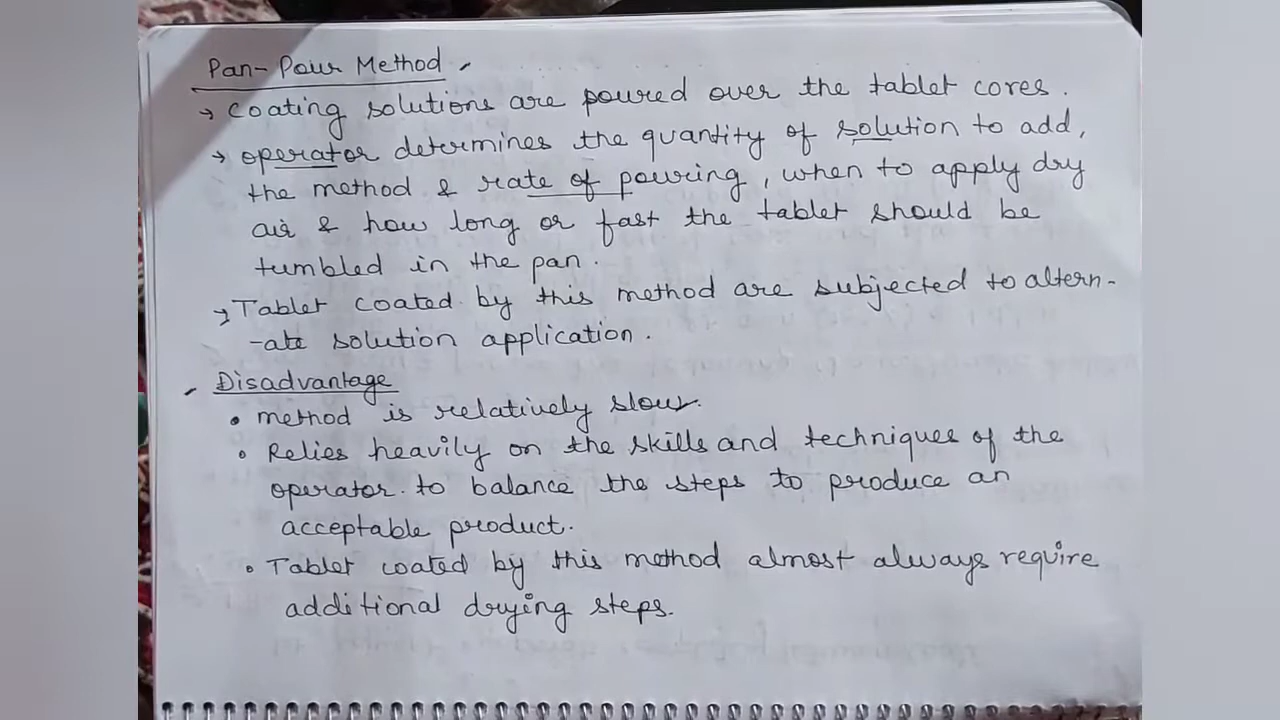 Pan-Pour Method
→ coating solutions are poured over the tablet cores.
→ operator determines the quantity of solution to add,
the method & rate of pouring, when to apply dry
air & how long or fast the tablet should be
tumbled in the pan.
→ Tablet coated by this method are subjected to altern-
-ate solution application.
Disadvantage
• method is relatively slow.
• Relies heavily on the skills and techniques of the
operator. to balance the steps to produce an
acceptable product.
• Tablet coated by this method almost always require
additional drying steps.